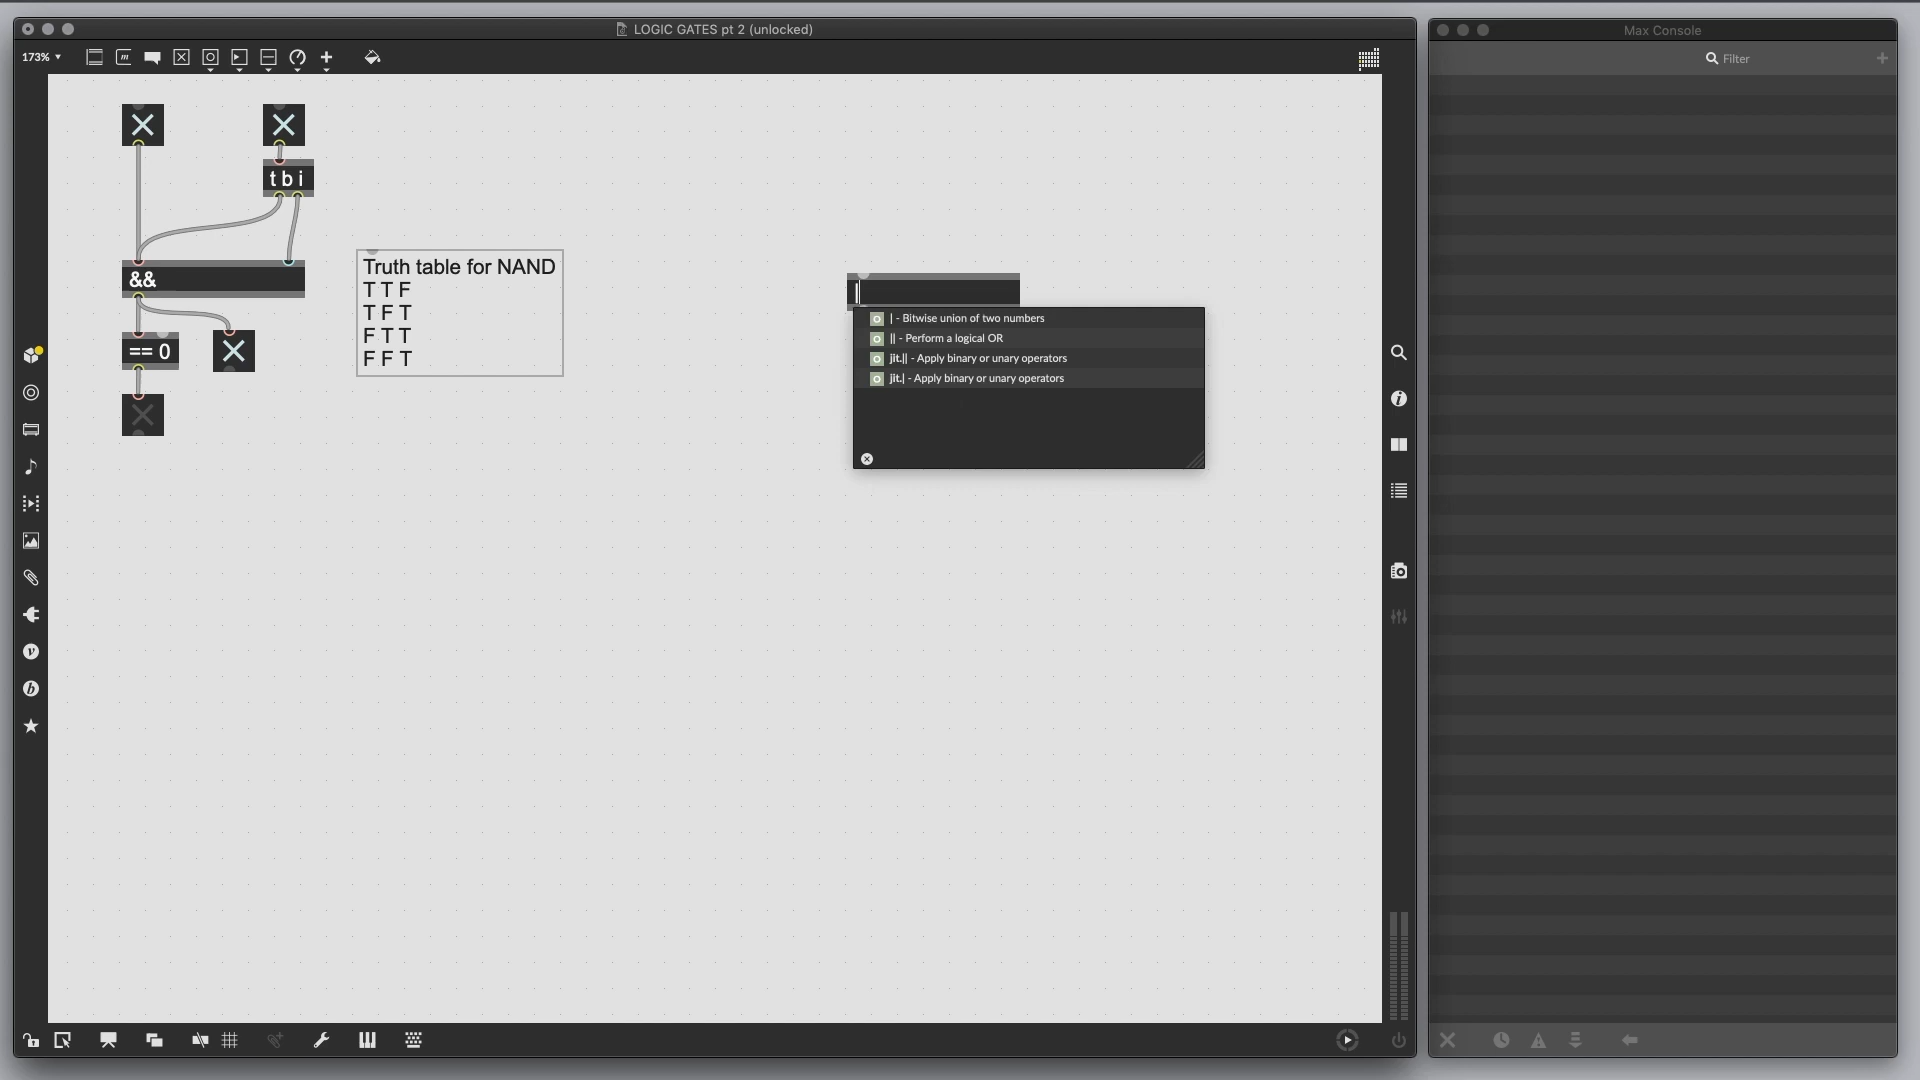 LOGIC GATES pt 2 (unlocked)
Max Console
173%
Filter
t b i
&&
== 0
Truth table for NAND
T T F
T F T
F T T
F F T
|
| - Bitwise union of two numbers
|| - Perform a logical OR
jit.|| - Apply binary or unary operators
jit.| - Apply binary or unary operators